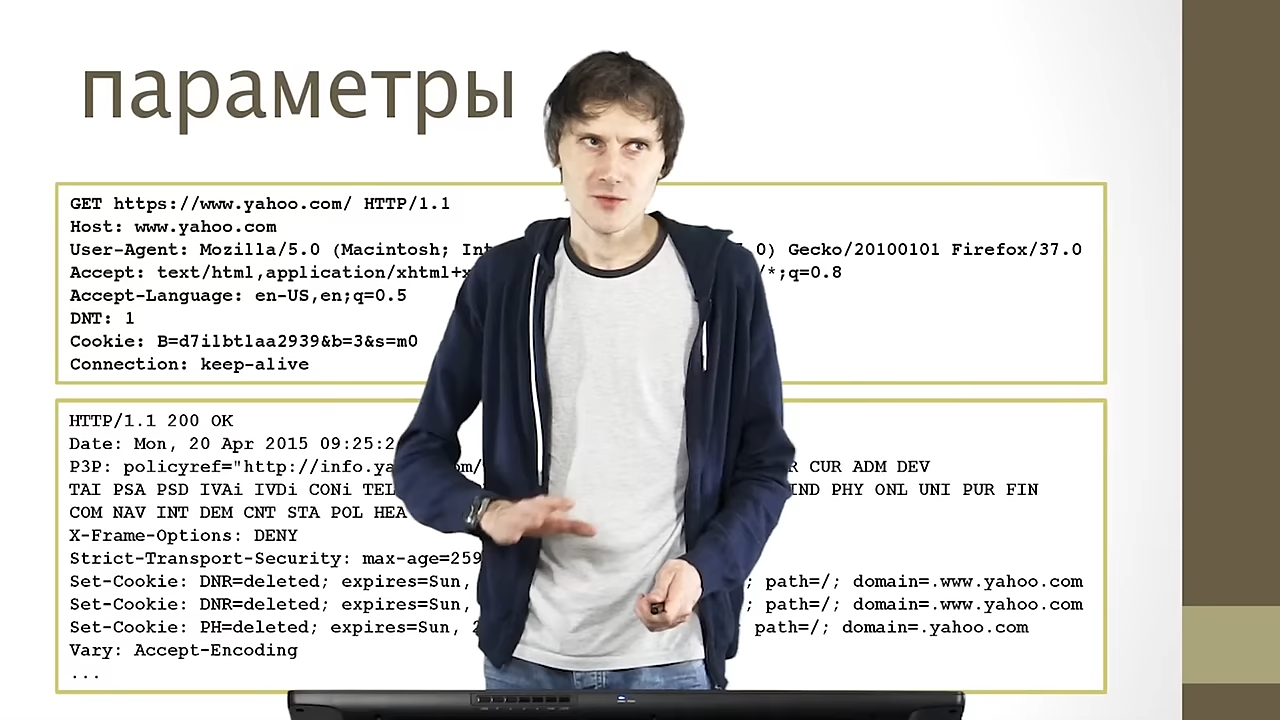 параметры
GET https://www.yahoo.com/ HTTP/1.1
Host: www.yahoo.com
User-Agent: Mozilla/5.0 (Macintosh; 0) Gecko/20100101 Firefox/37.0
Accept: text/html,application/xhtml+ /*;q=0.8
Accept-Language: en-US,en;q=0.5
DNT: 1
Cookie: B=d7i1bt1aa2939&b=3&s=m0
Connection: keep-alive
HTTP/1.1 200 OK
Date: Mon, 20 Apr 2015 09:25:2
P3P: policyref="http://info.ya om/ R CUR ADM DEV
TAI PSA PSD IVAi IVDi CONi TEL IND PHY ONL UNI PUR FIN
COM NAV INT DEM CNT STA POL HEA
X-Frame-Options: DENY
Strict-Transport-Security: max-age=259
Set-Cookie: DNR=deleted; expires=Sun, ; path=/; domain=.www.yahoo.com
Set-Cookie: DNR=deleted; expires=Sun, ; path=/; domain=.www.yahoo.com
Set-Cookie: PH=deleted; expires=Sun, ; path=/; domain=.yahoo.com
Vary: Accept-Encoding
...